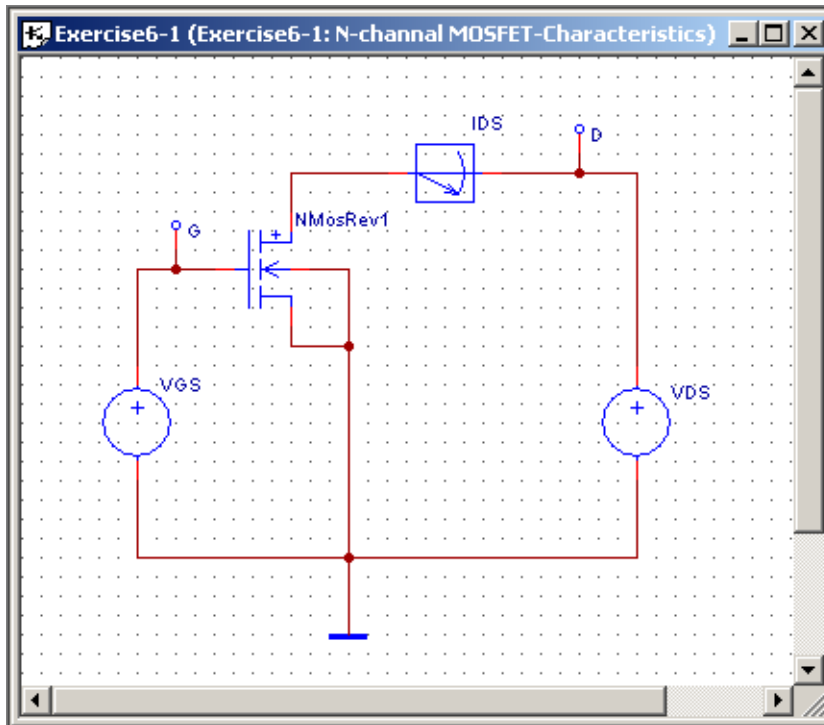 Exercise6-1 (Exercise6-1: N-channal MOSFET-Characteristics)
IDS
D
NMosRev1
G
VGS
VDS